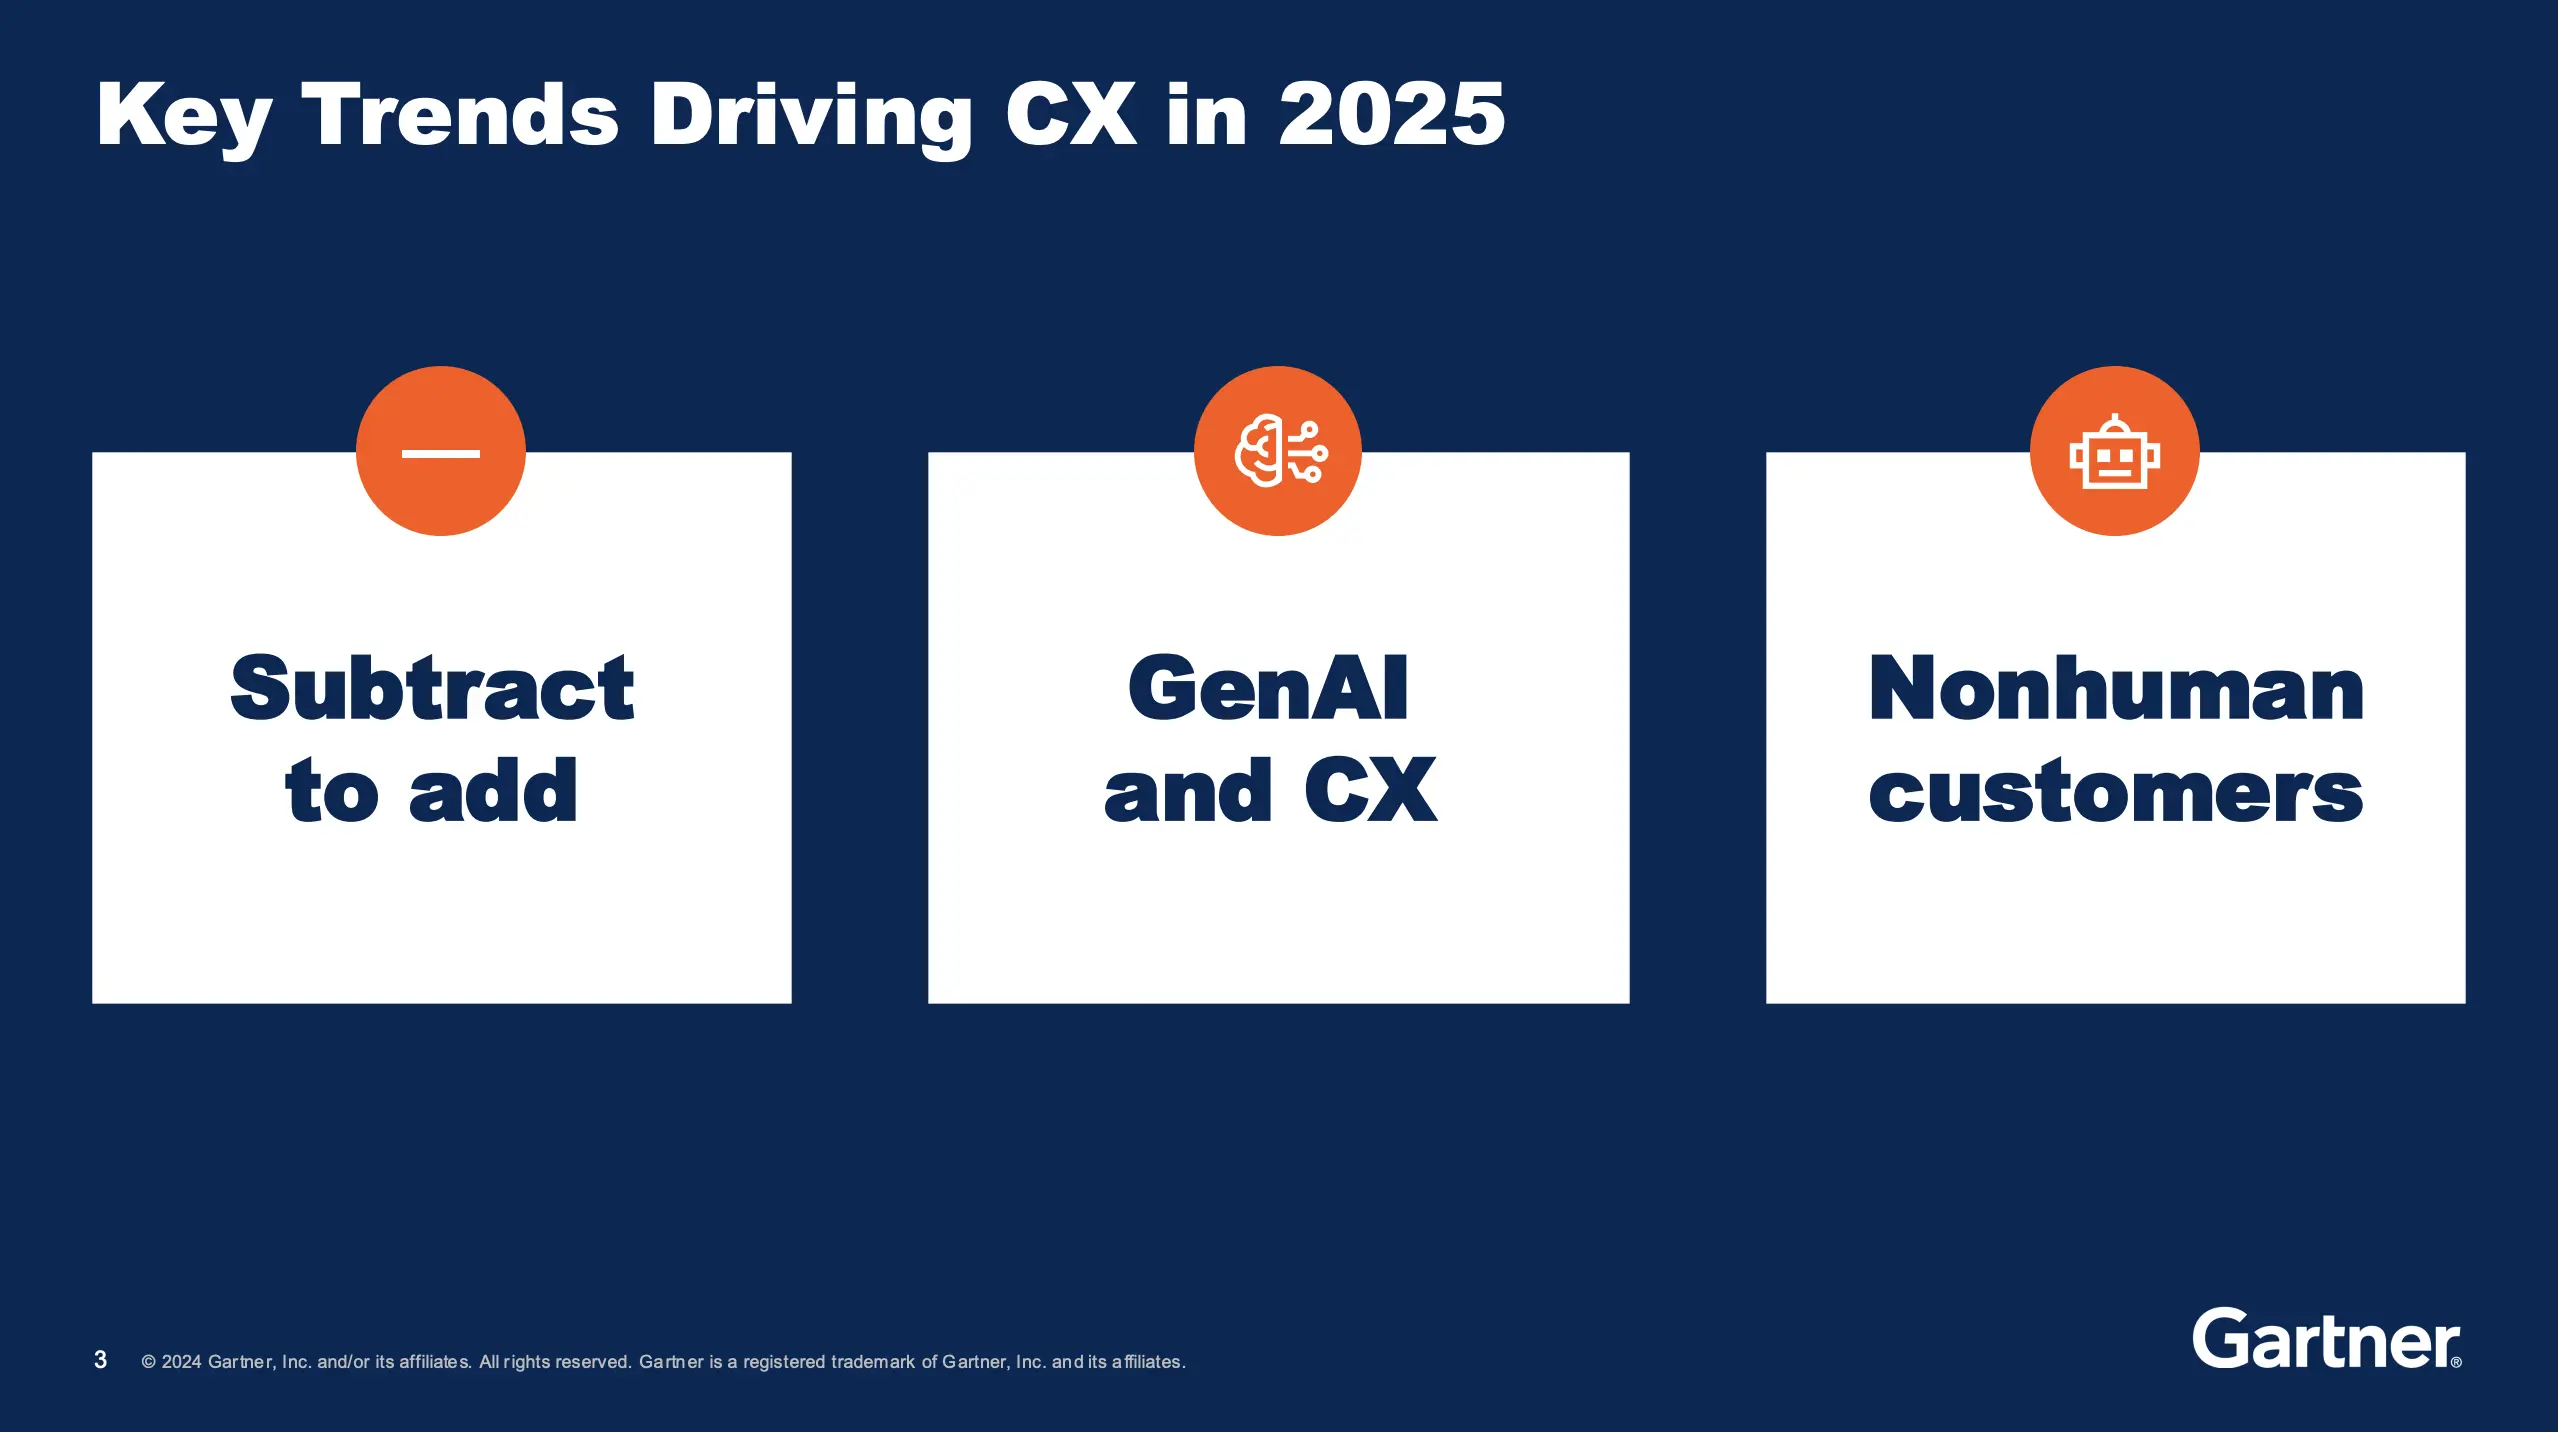 Key Trends Driving CX in 2025
Subtract
to add
GenAI
and CX
Nonhuman
customers
3 © 2024 Gartner, Inc. and/or its affiliates. All rights reserved. Gartner is a registered trademark of Gartner, Inc. and its affiliates.
Gartner®